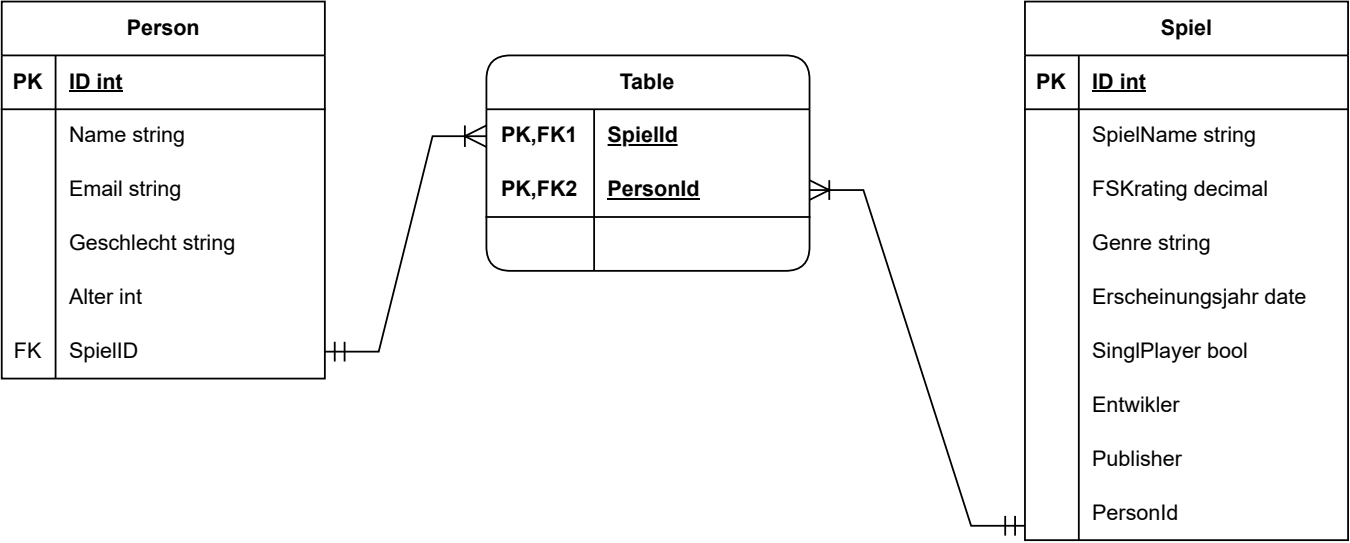 Person
PK ID int
Name string
Email string
Geschlecht string
Alter int
FK SpielID
Table
PK,FK1 SpielId
PK,FK2 PersonId
Spiel
PK ID int
SpielName string
FSKrating decimal
Genre string
Erscheinungsjahr date
SinglPlayer bool
Entwikler
Publisher
PersonId